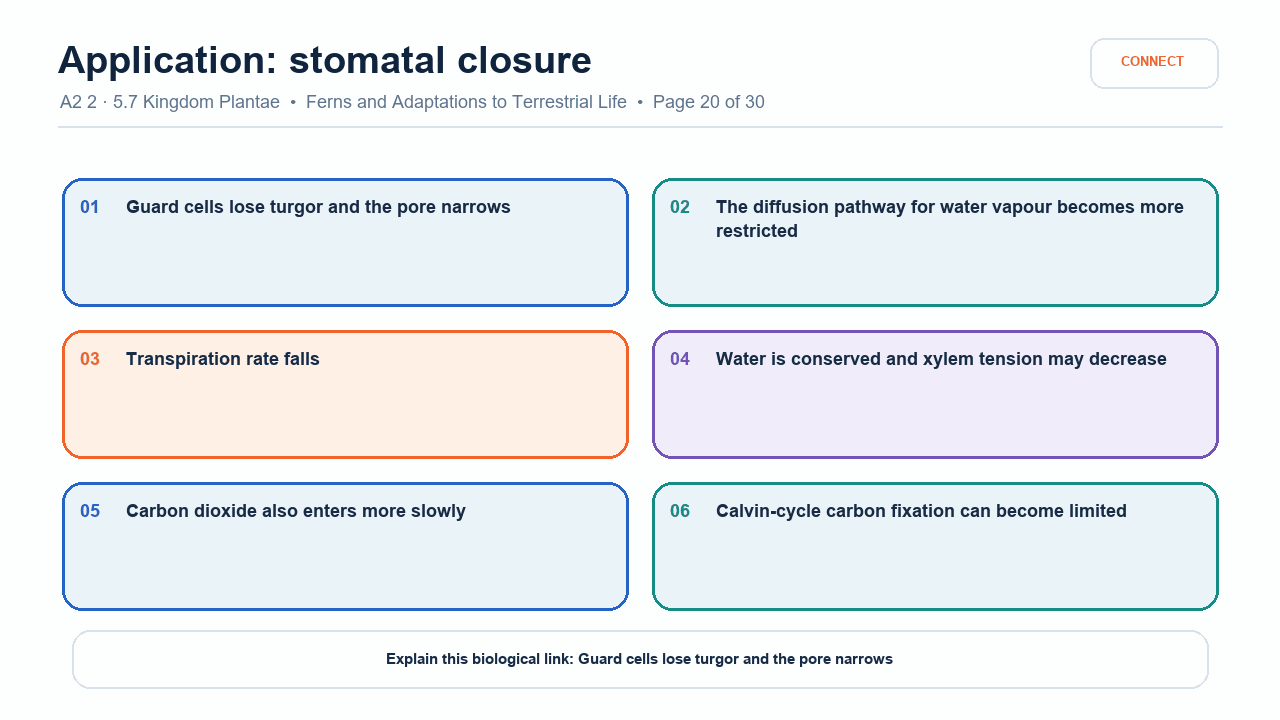 Application: stomatal closure
CONNECT
A2 2 · 5.7 Kingdom Plantae • Ferns and Adaptations to Terrestrial Life • Page 20 of 30
01 Guard cells lose turgor and the pore narrows
02 The diffusion pathway for water vapour becomes more
restricted
03 Transpiration rate falls
04 Water is conserved and xylem tension may decrease
05 Carbon dioxide also enters more slowly
06 Calvin-cycle carbon fixation can become limited
Explain this biological link: Guard cells lose turgor and the pore narrows